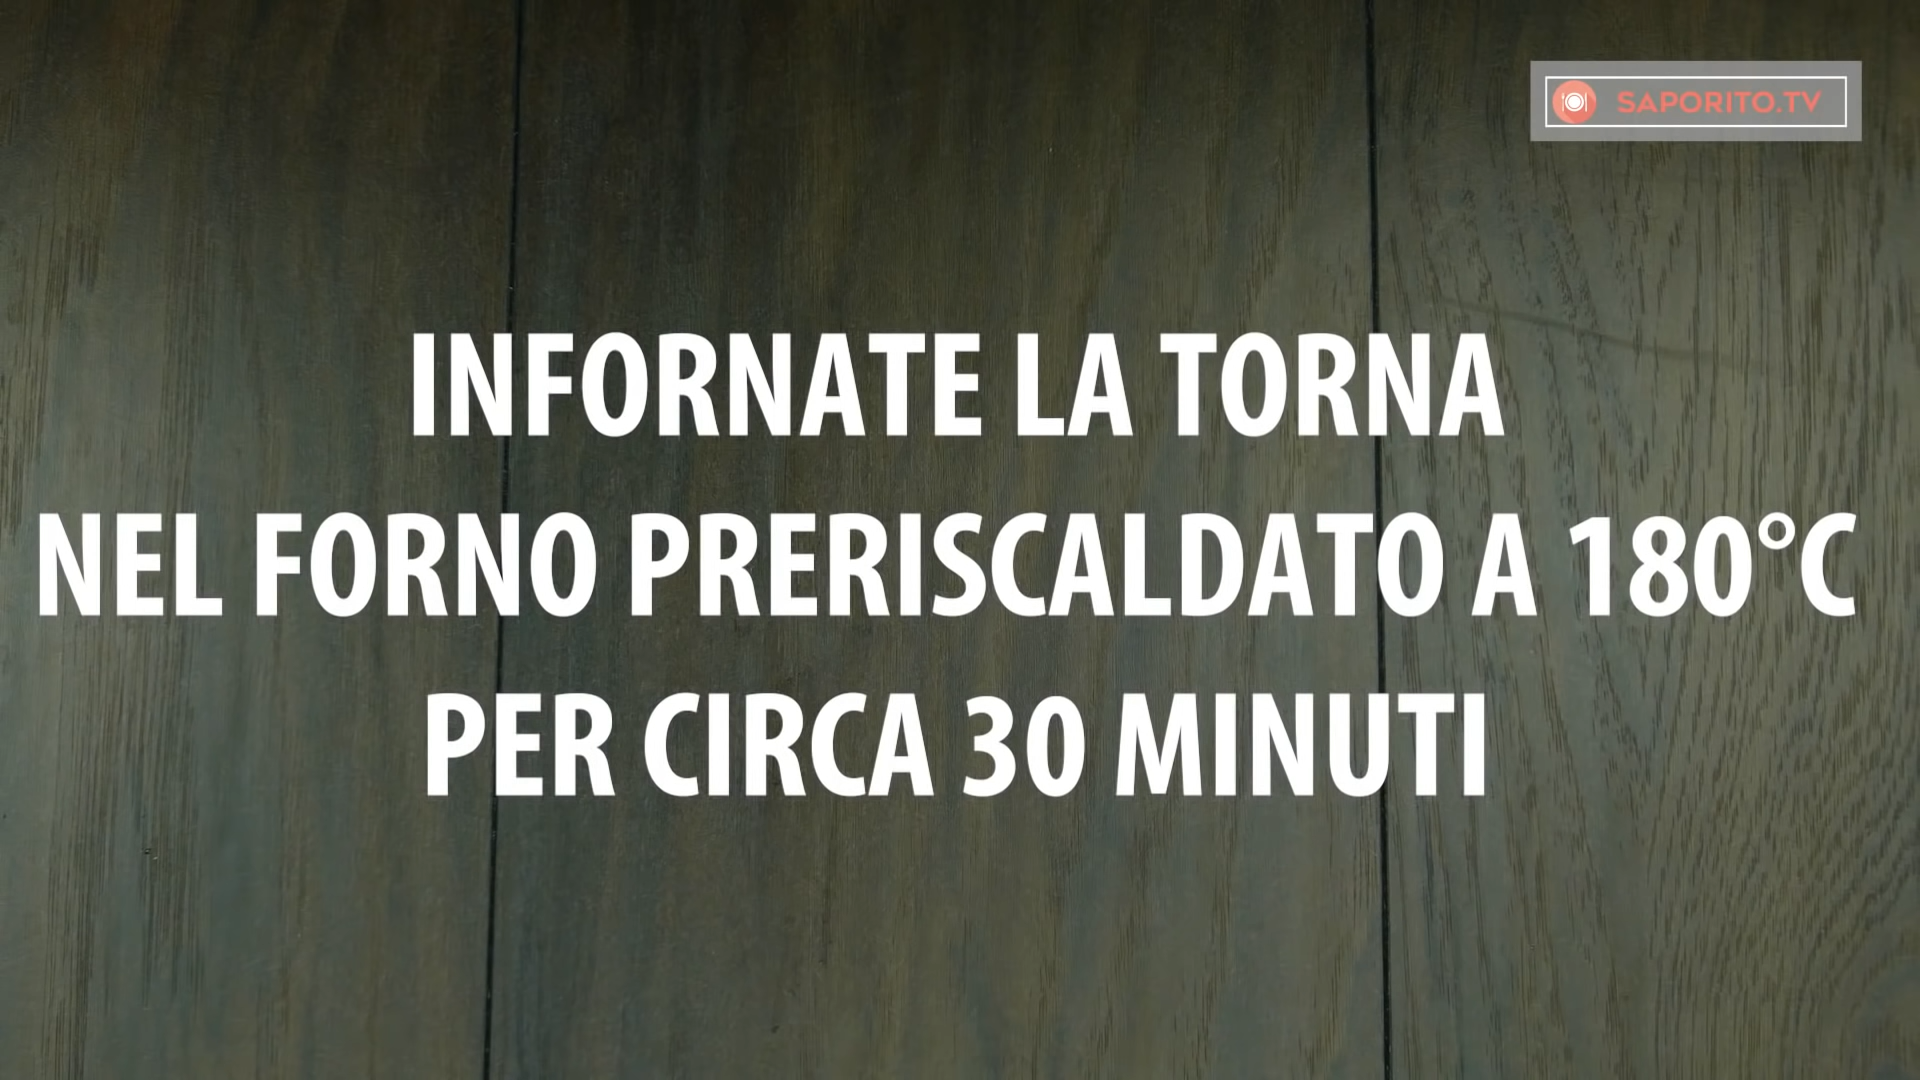 SAPORITO.TV
INFORNATE LA TORNA
NEL FORNO PRERISCALDATO A 180°C
PER CIRCA 30 MINUTI